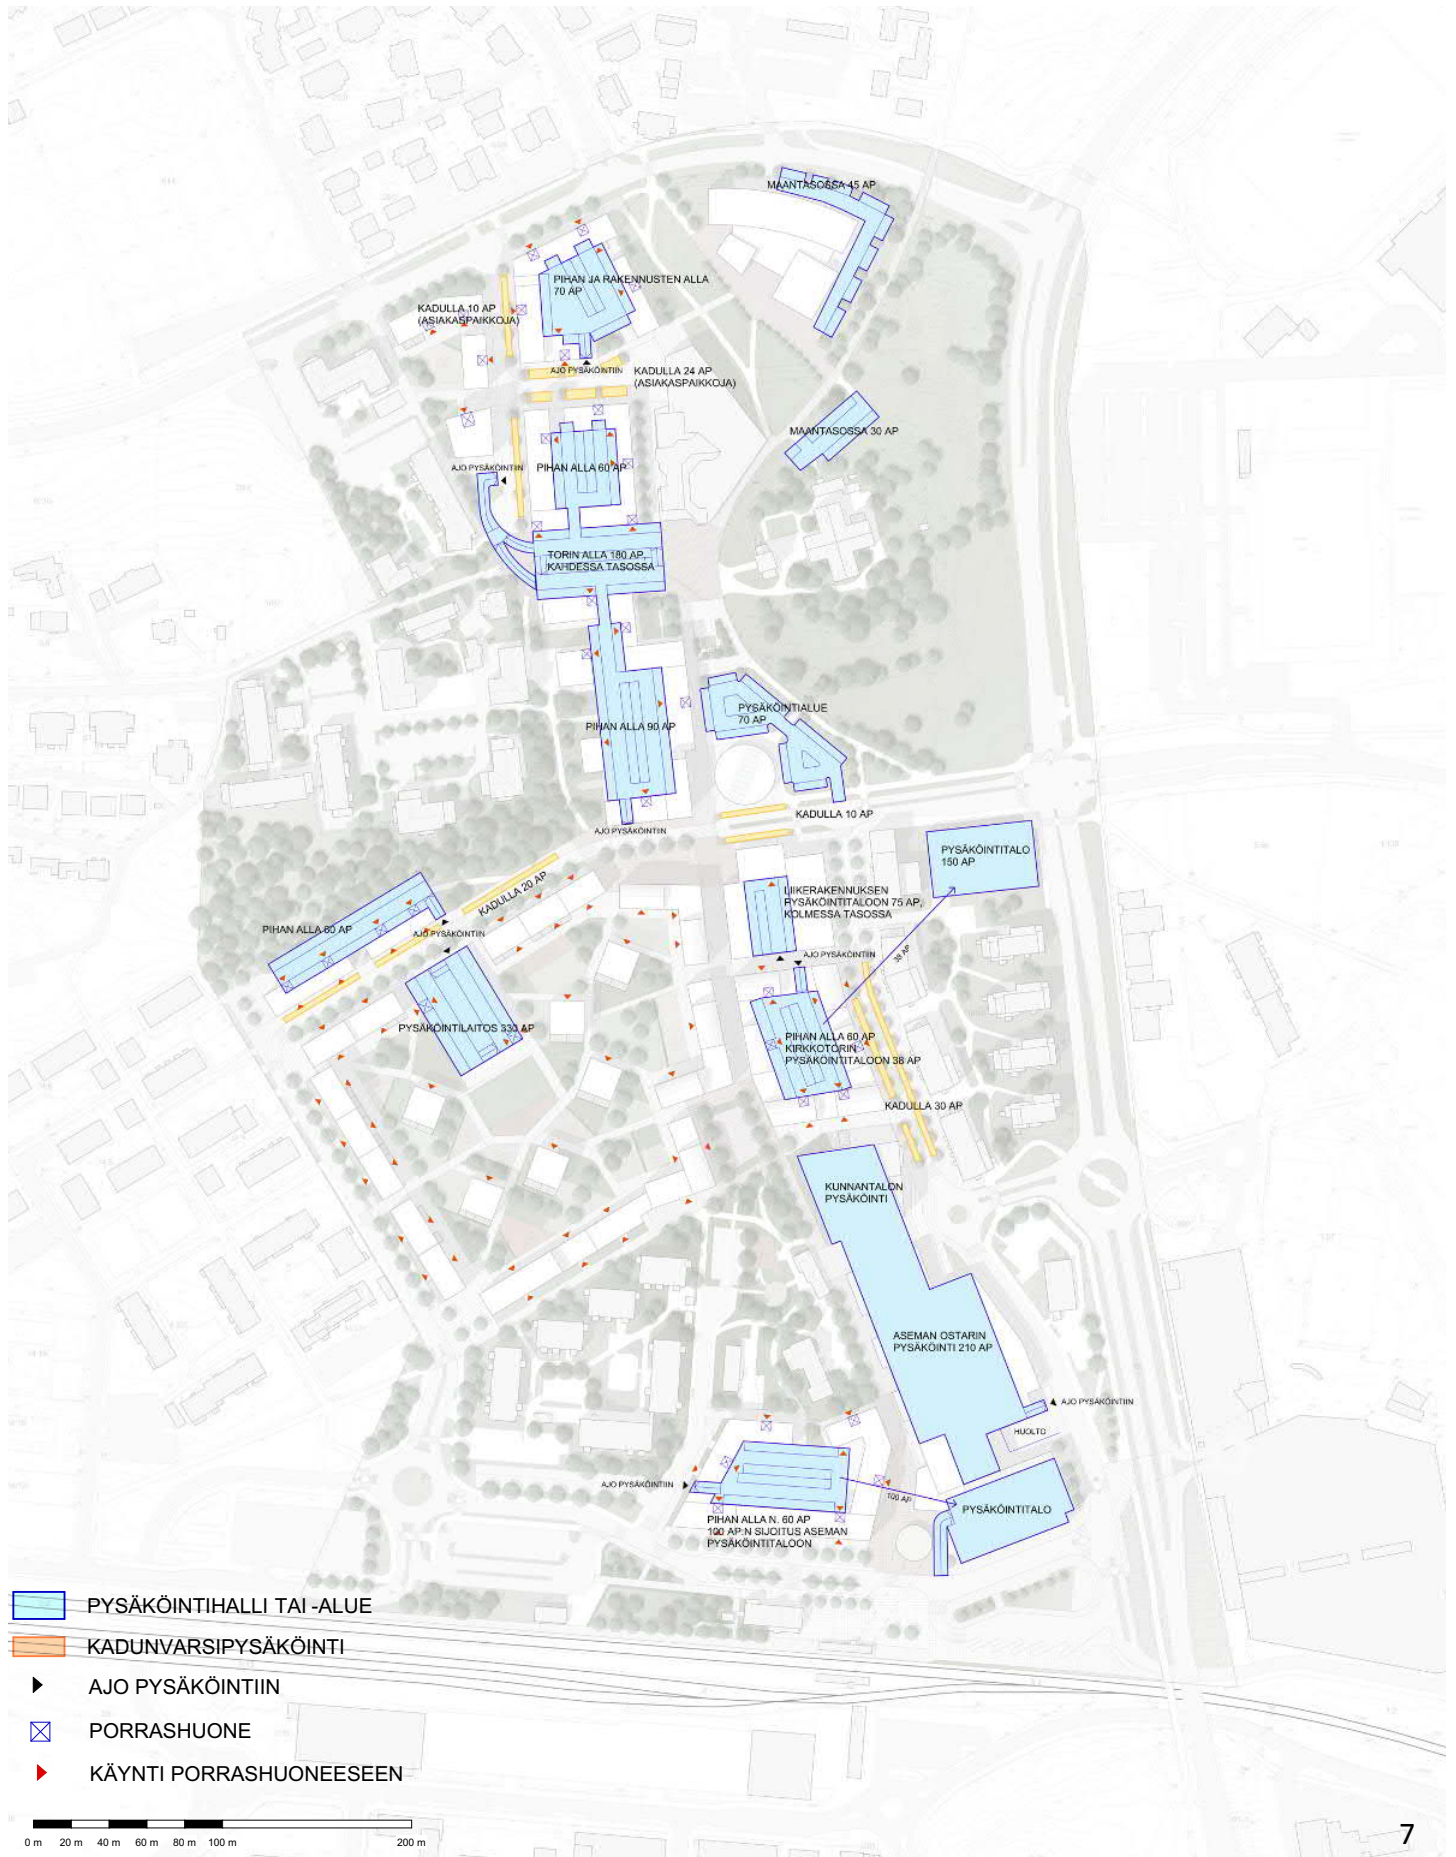 MAANTASOSSA 45 AP
PIHAN JA RAKENNUSTEN ALLA
70 AP
KADULLA 10 AP
(ASIAKASPAIKKOJA)
AJO PYSÄKÖINTIIN
KADULLA 24 AP
(ASIAKASPAIKKOJA)
MAANTASOSSA 30 AP
AJO PYSÄKÖINTIIN
PIHAN ALLA 60 AP
TORIN ALLA 180 AP,
KAHDESSA TASOSSA
PYSÄKÖINTIALUE
70 AP
PIHAN ALLA 90 AP
KADULLA 10 AP
AJO PYSÄKÖINTIIN
PYSÄKÖINTITALO
150 AP
LIIKERAKENNUKSEN
PYSÄKÖINTITALOON 75 AP,
KOLMESSA TASOSSA
KADULLA 20 AP
PIHAN ALLA 60 AP
AJO PYSÄKÖINTIIN
AJO PYSÄKÖINTIIN
38 AP
PYSÄKÖINTILAITOS 330 AP
PIHAN ALLA 60 AP
KIRKKOTORIN
PYSÄKÖINTITALOON 38 AP
KADULLA 30 AP
KUNNANTALON
PYSÄKÖINTI
ASEMAN OSTARIN
PYSÄKÖINTI 210 AP
AJO PYSÄKÖINTIIN
HUOLTO
AJO PYSÄKÖINTIIN
100 AP
PYSÄKÖINTITALO
PIHAN ALLA N. 60 AP
100 AP:N SIJOITUS ASEMAN
PYSÄKÖINTITALOON
PYSÄKÖINTIHALLI TAI -ALUE
KADUNVARSIPYSÄKÖINTI
AJO PYSÄKÖINTIIN
PORRASHUONE
KÄYNTI PORRASHUONEESEEN
0 m 20 m 40 m 60 m 80 m 100 m 200 m
7